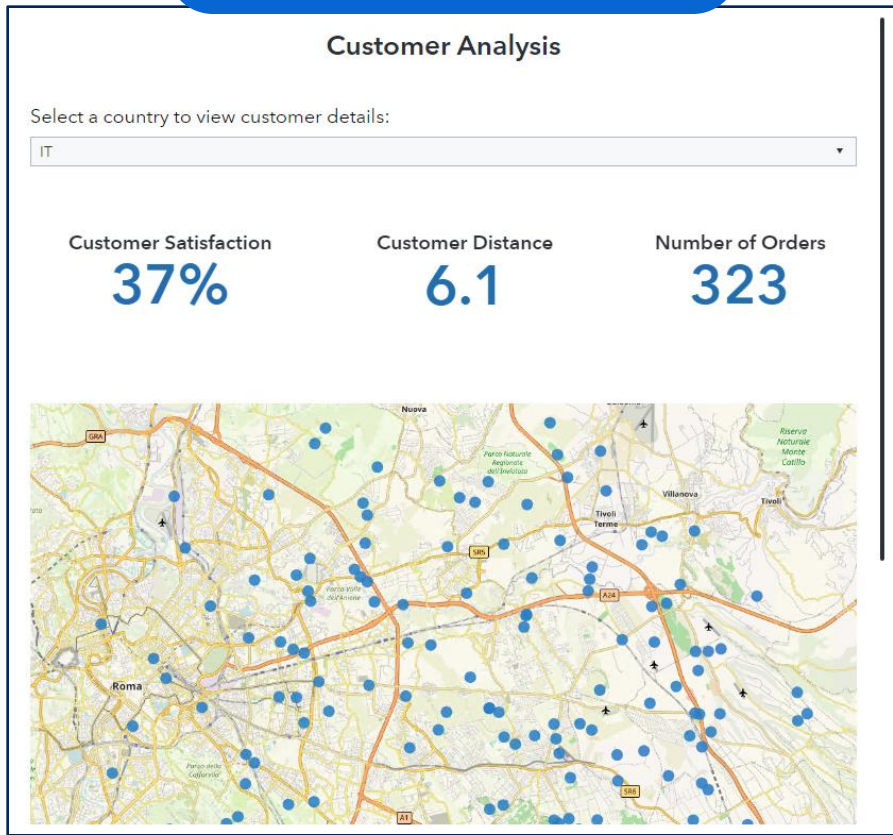 Customer Analysis
Select a country to view customer details:
IT
Customer Satisfaction
37%
Customer Distance
6.1
Number of Orders
323
Nuova
GRA
Riserva
Naturale
Monte
Catillo
Parco Naturale
Regionale
dell'Inviolata
Villanova
Tivoli
Tivoli
Terme
SR5
Parco Valle
dell'Aniene
A24
Roma
Parco della
Caffarella
SR6
A1